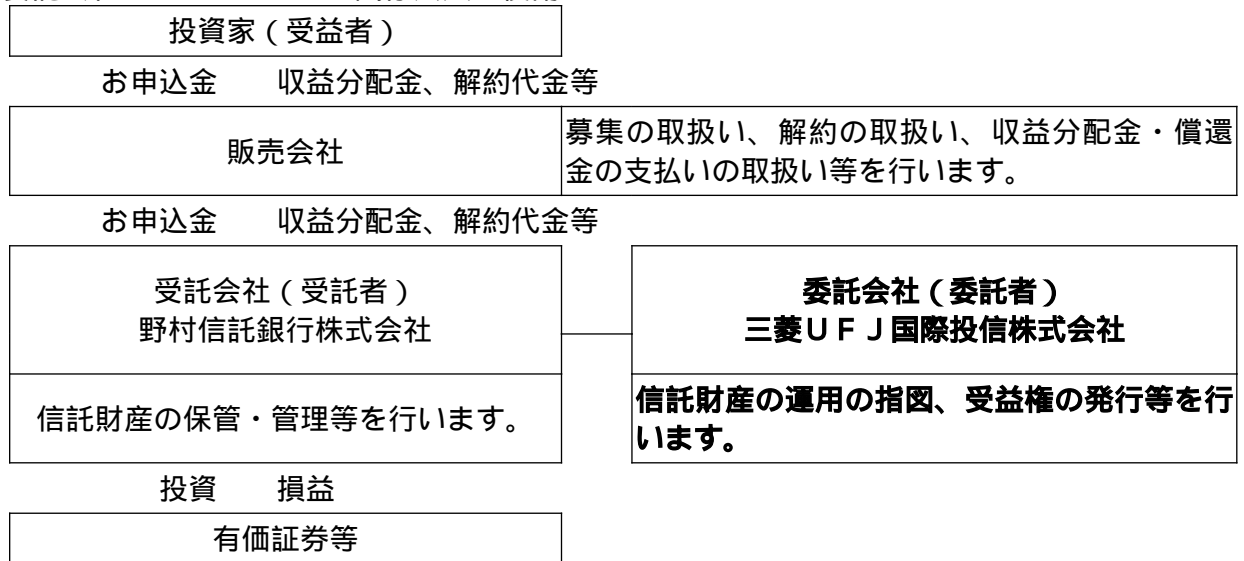 投資家(受益者)
お申込金 収益分配金、解約代金等
販売会社
募集の取扱い、解約の取扱い、収益分配金・償還
金の支払いの取扱い等を行います。
お申込金 収益分配金、解約代金等
受託会社(受託者)
野村信託銀行株式会社
委託会社(委託者)
三菱UFJ国際投信株式会社
信託財産の保管・管理等を行います。
信託財産の運用の指図、受益権の発行等を行
います。
投資 損益
有価証券等